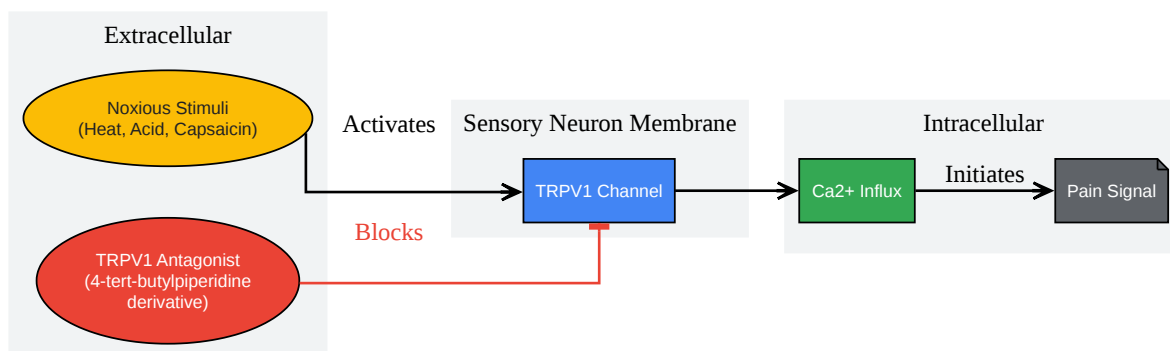 Extracellular
Noxious Stimuli
(Heat, Acid, Capsaicin)
Activates
Sensory Neuron Membrane
TRPV1 Channel
Intracellular
Ca2+ Influx
Initiates
Pain Signal
Blocks
TRPV1 Antagonist
(4-tert-butylpiperidine
derivative)